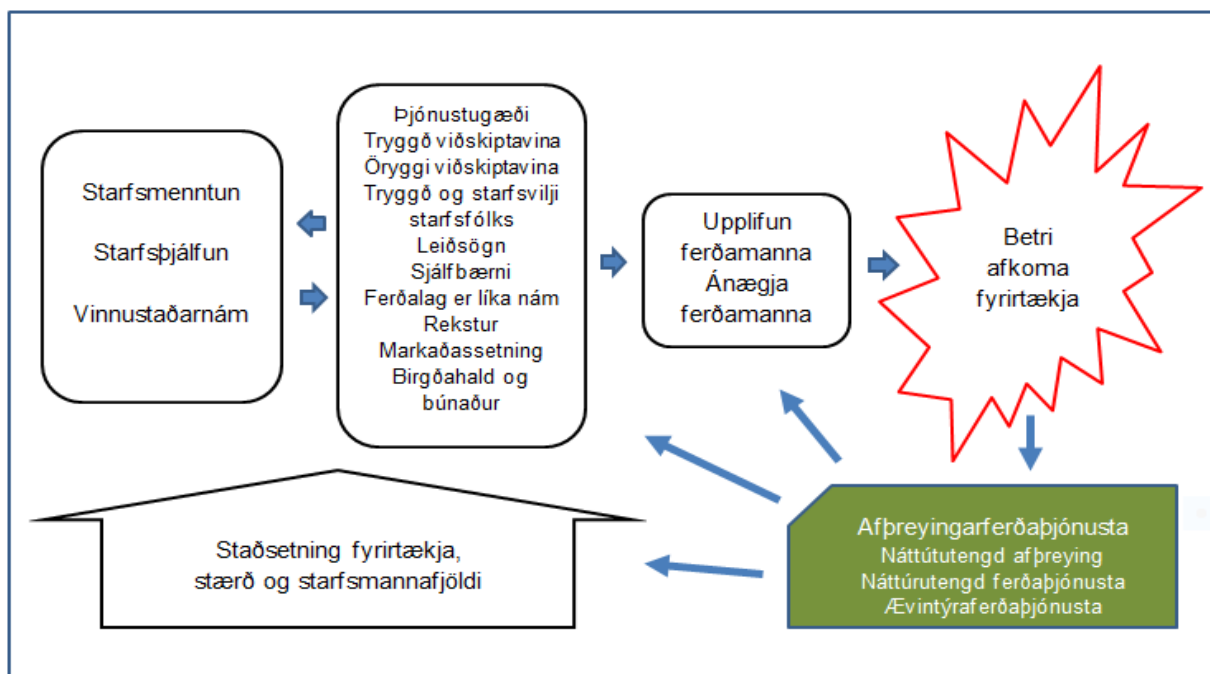 Starfsmenntun
Starfsþjálfun
Vinnustaðarnám
Þjónustugæði
Tryggð viðskiptavina
Öryggi viðskiptavina
Tryggð og starfsvilji
starfsfólks
Leiðsögn
Sjálfbærni
Ferðalag er líka nám
Rekstur
Markaðassetning
Birgðahald og
búnaður
Upplifun
ferðamanna
Ánægja
ferðamanna
Betri
afkoma
fyrirtækja
Staðsetning fyrirtækja,
stærð og starfsmannafjöldi
Afþreyingarferðaþjónusta
Náttútutengd afþreying
Náttúrutengd ferðaþjónusta
Ævintýraferðaþjónusta